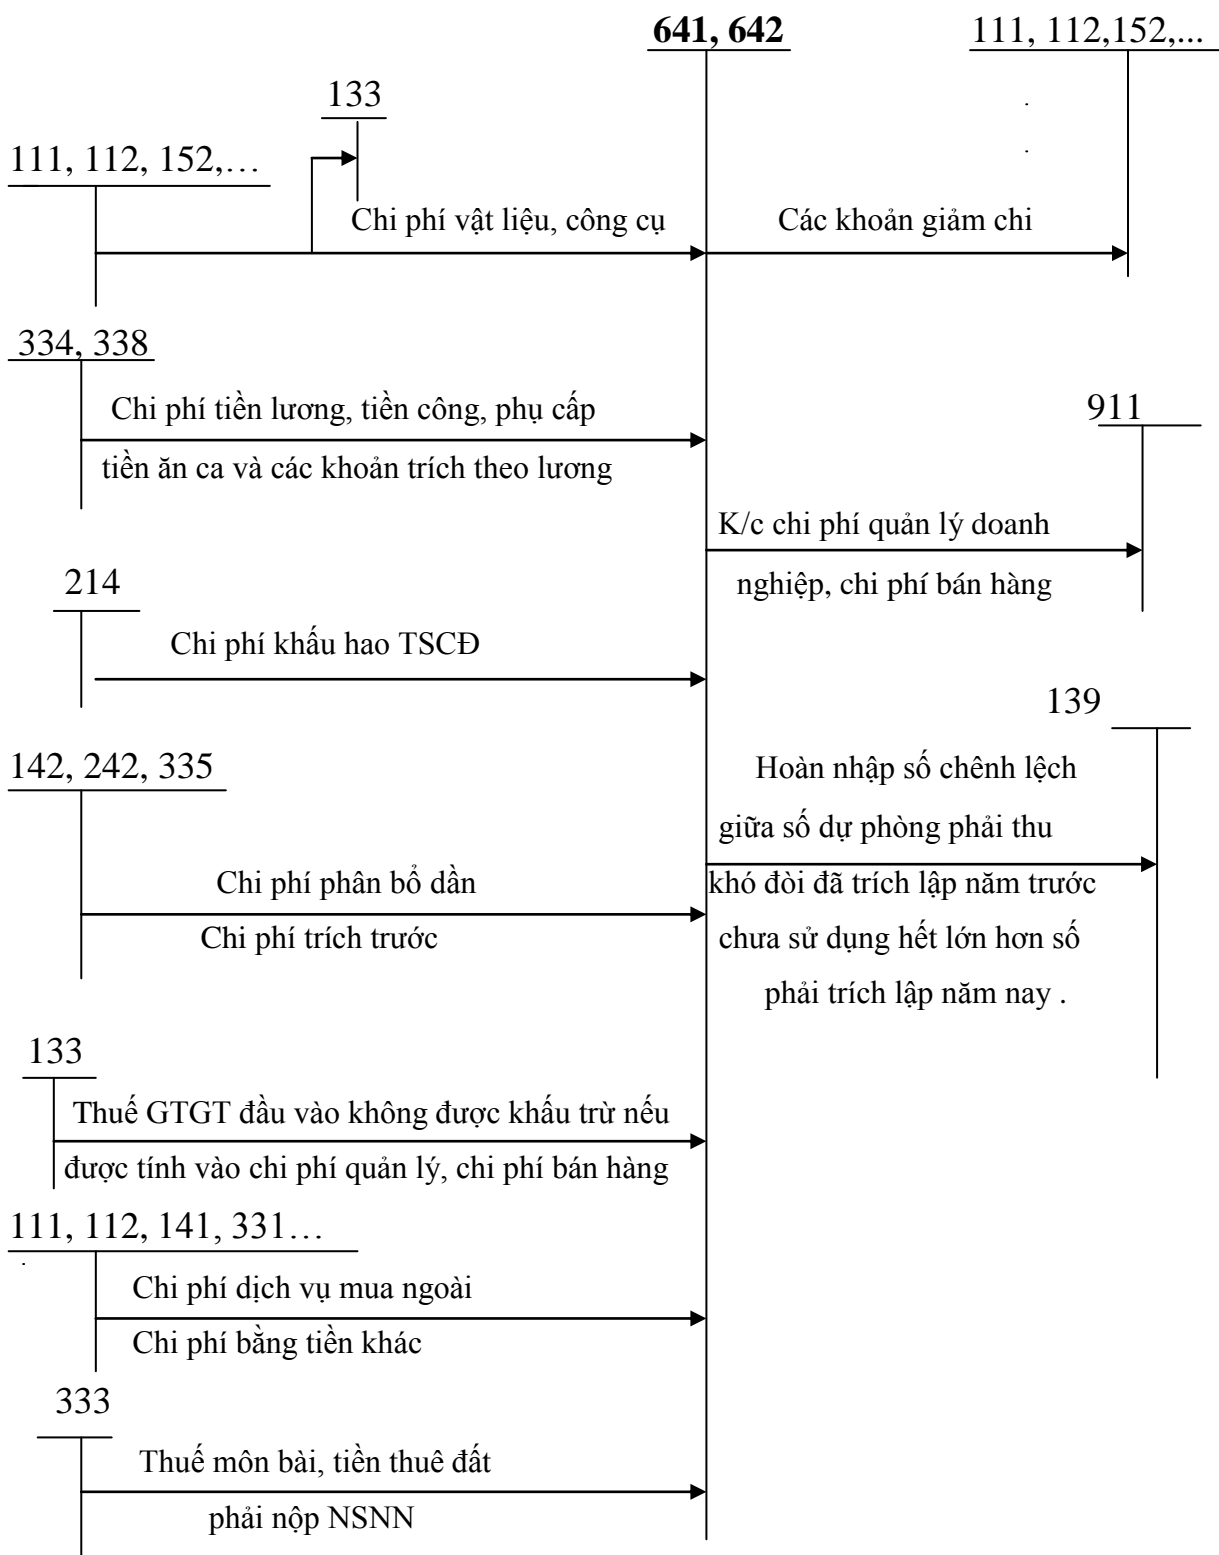 641, 642
111, 112,152,...
133
111, 112, 152,…
Chi phí vật liệu, công cụ
Các khoản giảm chi
334, 338
Chi phí tiền lương, tiền công, phụ cấp
tiền ăn ca và các khoản trích theo lương
911
K/c chi phí quản lý doanh
nghiệp, chi phí bán hàng
214
Chi phí khấu hao TSCĐ
139
142, 242, 335
Hoàn nhập số chênh lệch
giữa số dự phòng phải thu
khó đòi đã trích lập năm trước
chưa sử dụng hết lớn hơn số
phải trích lập năm nay .
Chi phí phân bổ dần
Chi phí trích trước
133
Thuế GTGT đầu vào không được khấu trừ nếu
được tính vào chi phí quản lý, chi phí bán hàng
111, 112, 141, 331…
Chi phí dịch vụ mua ngoài
Chi phí bằng tiền khác
333
Thuế môn bài, tiền thuê đất
phải nộp NSNN